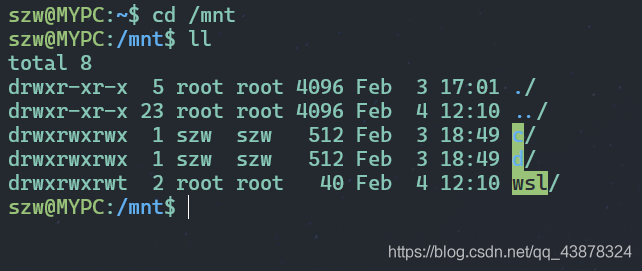 szw@MYPC:~$ cd /mnt
szw@MYPC:/mnt$ ll
total 8
drwxr-xr-x  5 root root 4096 Feb  3 17:01 ./
drwxr-xr-x 23 root root 4096 Feb  4 12:10 ../
drwxrwxrwx  1 szw  szw   512 Feb  3 18:49 c/
drwxrwxrwx  1 szw  szw   512 Feb  3 18:49 d/
drwxrwxrwt  2 root root   40 Feb  4 12:10 wsl/
szw@MYPC:/mnt$
https://blog.csdn.net/qq_43878324